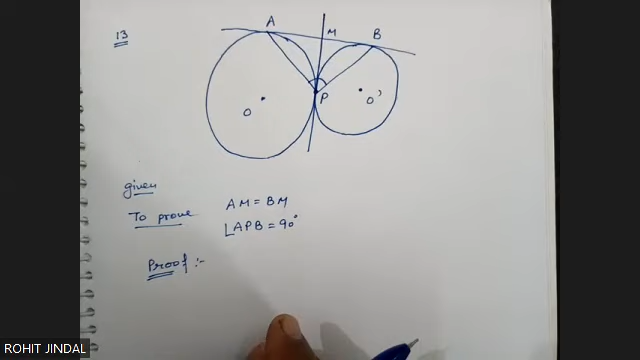 13
A
M
B
P
O
O'
given
To prove AM = BM
∟APB = 90°
Proof :-
ROHIT JINDAL